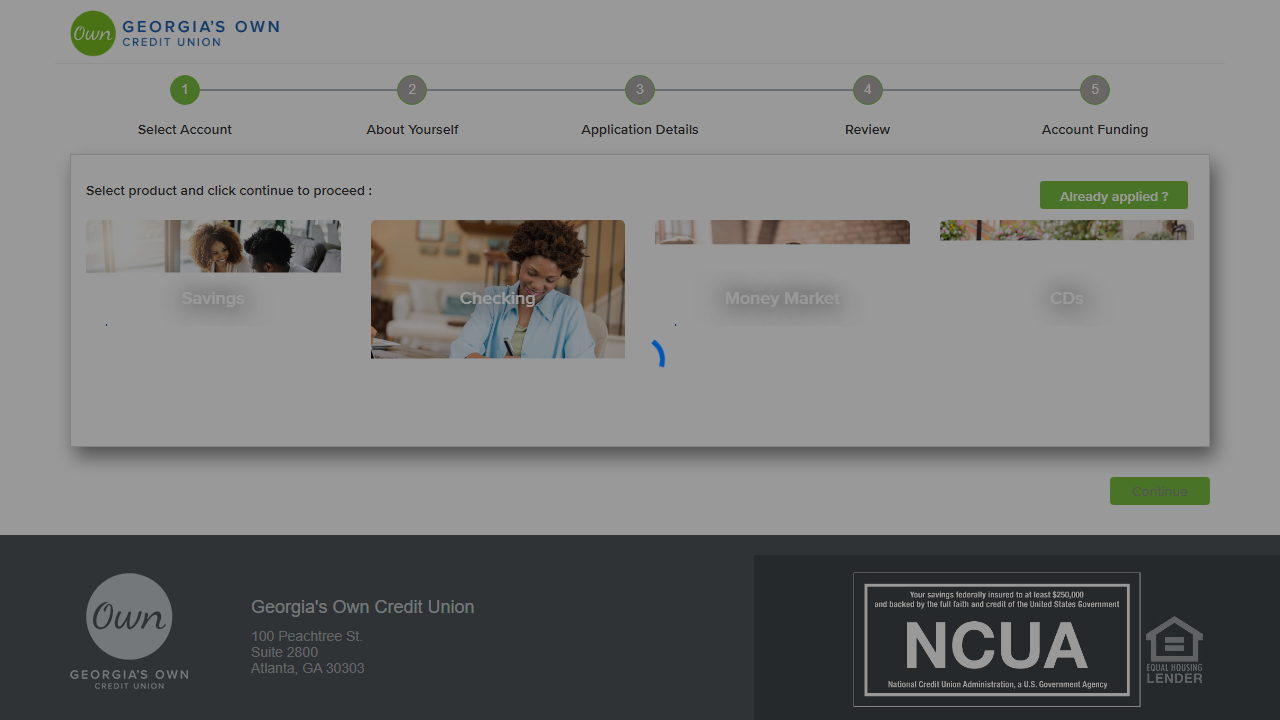 Own GEORGIA'S OWN
CREDIT UNION
1 2 3 4 5
Select Account About Yourself Application Details Review Account Funding
Select product and click continue to proceed :
Already applied ?
Savings Checking Money Market CDs
Continue
Own
GEORGIA'S OWN
CREDIT UNION
Georgia's Own Credit Union
100 Peachtree St.
Suite 2800
Atlanta, GA 30303
Your savings federally insured to at least $250,000
and backed by the full faith and credit of the United States Government
NCUA
National Credit Union Administration, a U.S. Government Agency
EQUAL HOUSING
LENDER